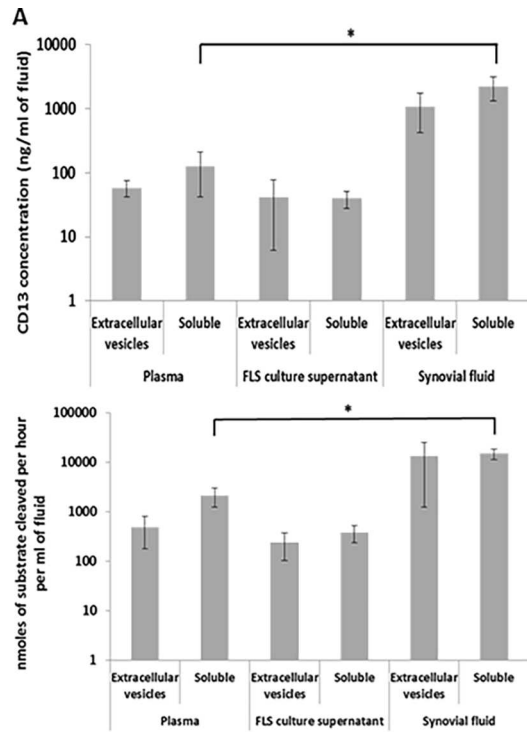 A
*
CD13 concentration (ng/ml of fluid)
10000
1000
100
10
1
Extracellular vesicles
Soluble
Extracellular vesicles
Soluble
Extracellular vesicles
Soluble
Plasma
FLS culture supernatant
Synovial fluid
*
nmoles of substrate cleaved per hour
per ml of fluid
100000
10000
1000
100
10
1
Extracellular vesicles
Soluble
Extracellular vesicles
Soluble
Extracellular vesicles
Soluble
Plasma
FLS culture supernatant
Synovial fluid